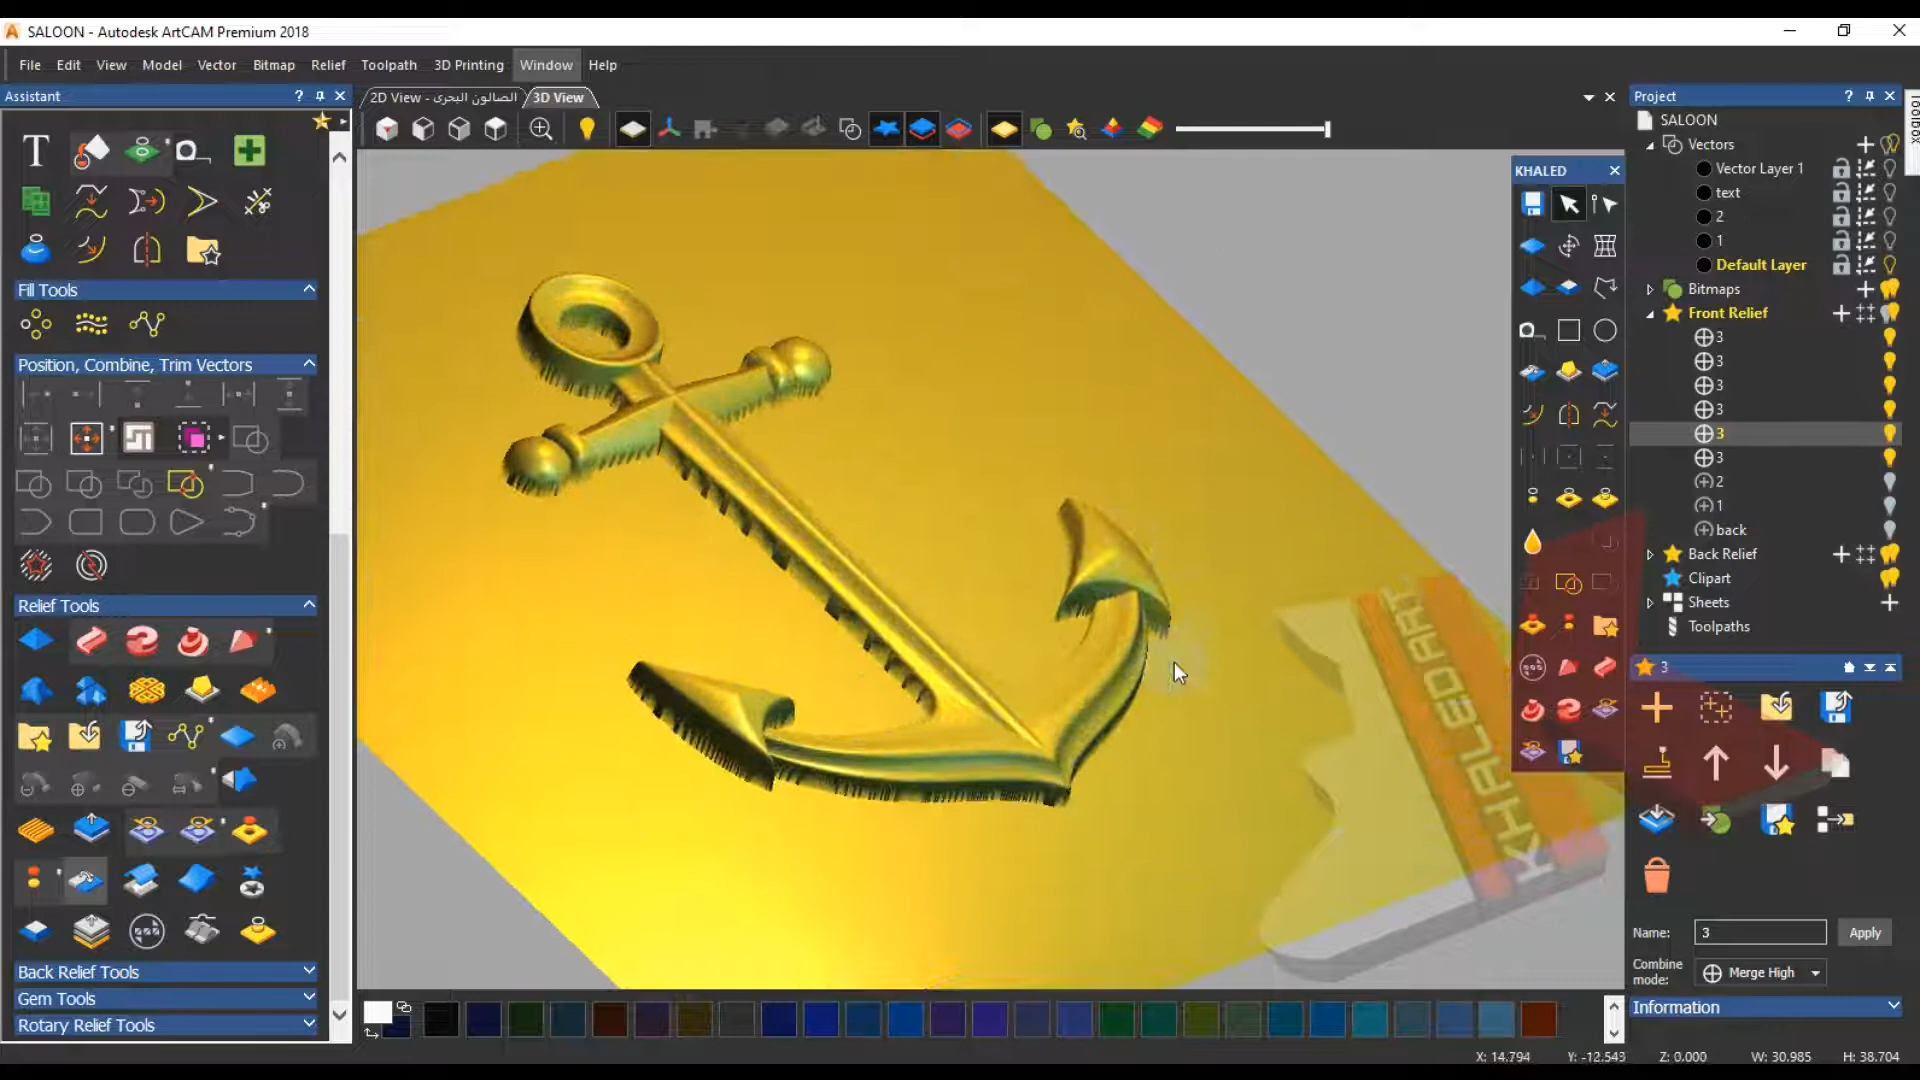 SALOON - Autodesk ArtCAM Premium 2018
File Edit View Model Vector Bitmap Relief Toolpath 3D Printing Window Help
Assistant
Fill Tools
Position, Combine, Trim Vectors
Relief Tools
Back Relief Tools
Gem Tools
Rotary Relief Tools
2D View - الصالون البحرى
3D View
KHALED
KHALED ART
Project
Toolbox
SALOON
Vectors
Vector Layer 1
text
2
1
Default Layer
Bitmaps
Front Relief
3
3
3
3
3
3
2
1
back
Back Relief
Clipart
Sheets
Toolpaths
3
Name: 3 Apply
Combine mode: Merge High
Information
X: 14.794 Y: -12.543 Z: 0.000 W: 30.985 H: 38.704